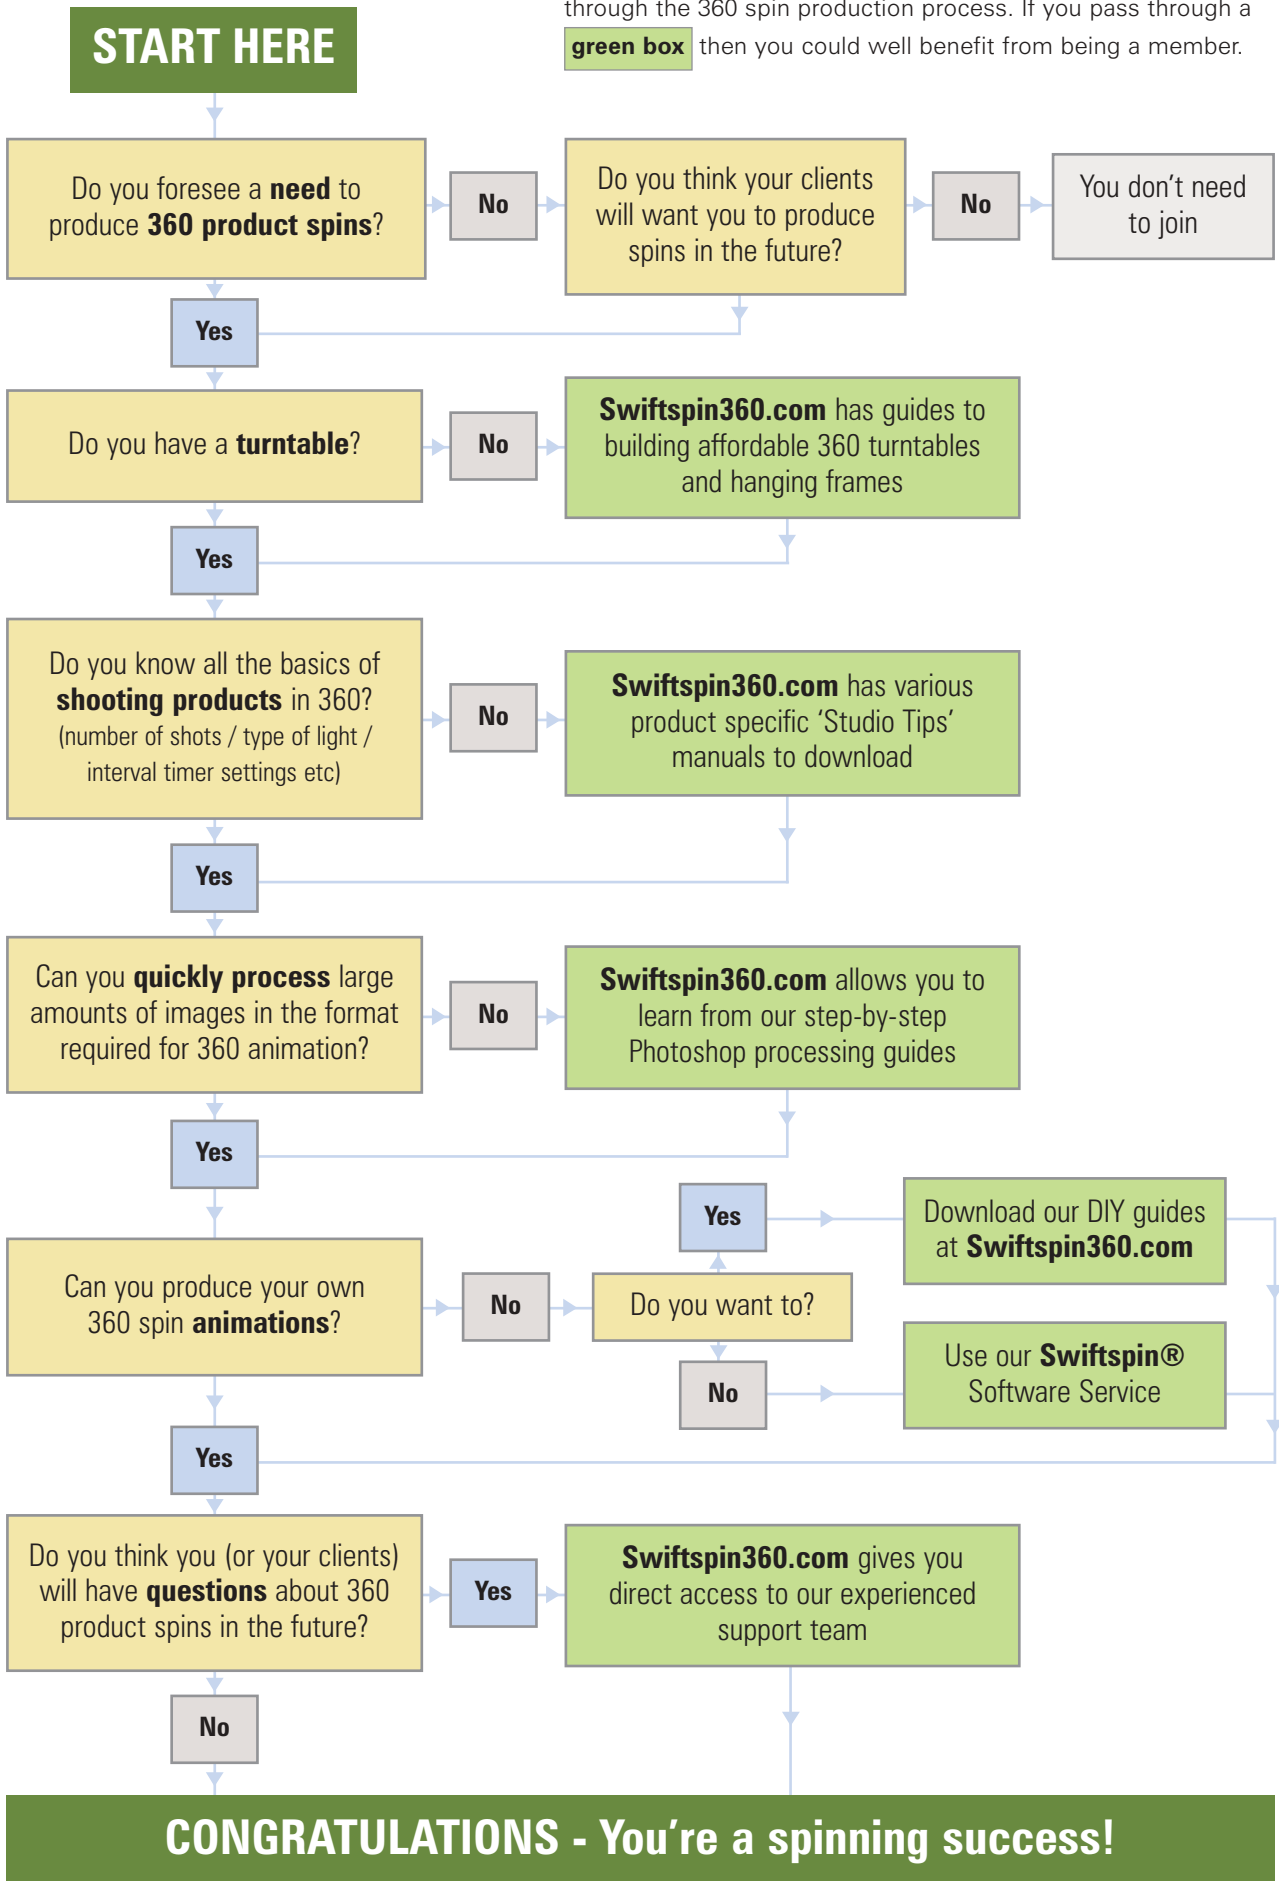 through the 360 spin production process. If you pass through a
green box then you could well benefit from being a member.
START HERE
Do you foresee a need to
produce 360 product spins?
No
Do you think your clients
will want you to produce
spins in the future?
No
You don’t need
to join
Yes
Do you have a turntable?
No
Swiftspin360.com has guides to
building affordable 360 turntables
and hanging frames
Yes
Do you know all the basics of
shooting products in 360?
(number of shots / type of light /
interval timer settings etc)
No
Swiftspin360.com has various
product specific ‘Studio Tips’
manuals to download
Yes
Can you quickly process large
amounts of images in the format
required for 360 animation?
No
Swiftspin360.com allows you to
learn from our step-by-step
Photoshop processing guides
Yes
Can you produce your own
360 spin animations?
No
Do you want to?
Yes
Download our DIY guides
at Swiftspin360.com
No
Use our Swiftspin®
Software Service
Yes
Do you think you (or your clients)
will have questions about 360
product spins in the future?
Yes
Swiftspin360.com gives you
direct access to our experienced
support team
No
CONGRATULATIONS - You’re a spinning success!